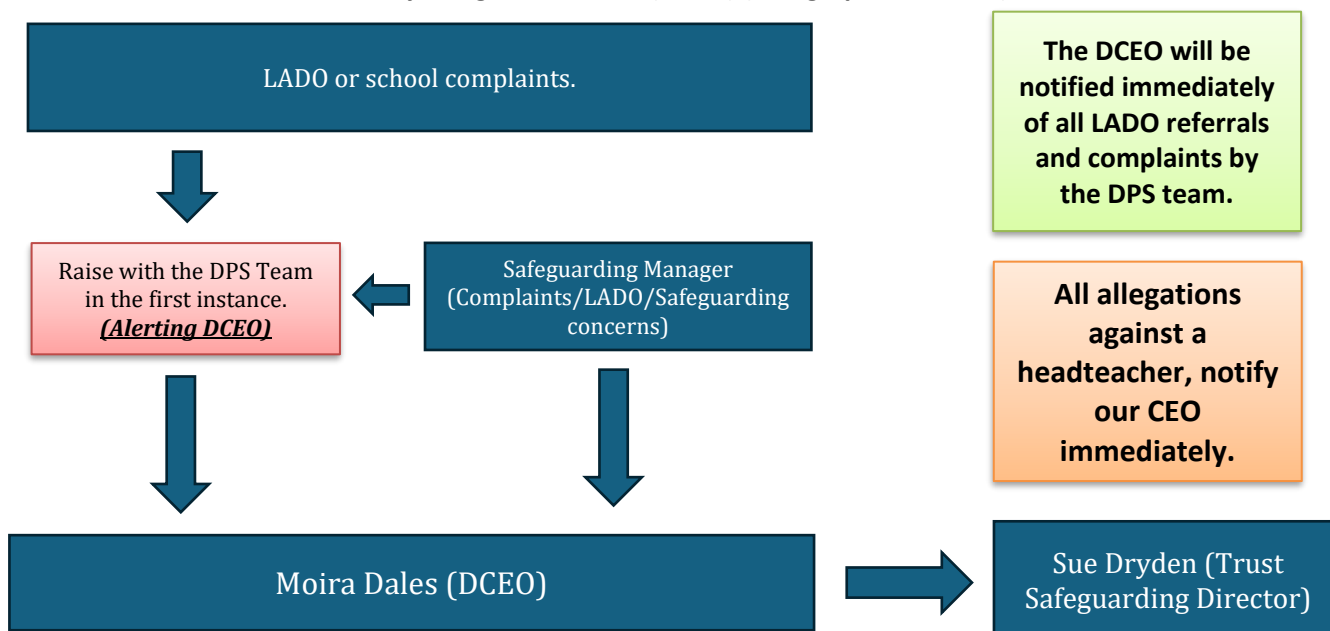 LADO or school complaints.
The DCEO will be
notified immediately
of all LADO referrals
and complaints by
the DPS team.
Raise with the DPS Team
in the first instance.
(Alerting DCEO)
Safeguarding Manager
(Complaints/LADO/Safeguarding
concerns)
All allegations
against a
headteacher, notify
our CEO
immediately.
Moira Dales (DCEO)
Sue Dryden (Trust
Safeguarding Director)